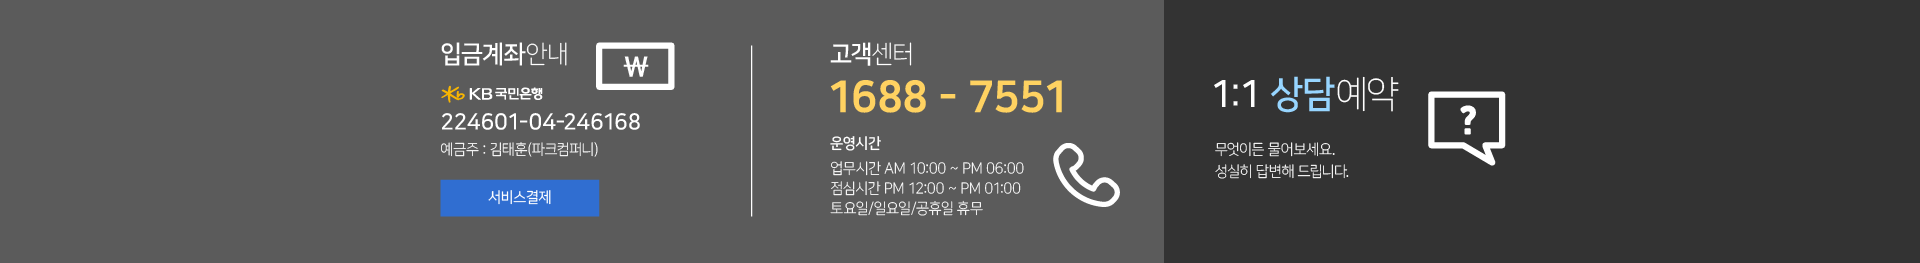 입금계좌안내
₩
KB 국민은행
224601-04-246168
예금주 : 김태훈(파크컴퍼니)
서비스결제
고객센터
1688 - 7551
운영시간
업무시간 AM 10:00 ~ PM 06:00
점심시간 PM 12:00 ~ PM 01:00
토요일/일요일/공휴일 휴무
1:1 상담예약
?
무엇이든 물어보세요.
성실히 답변해 드립니다.